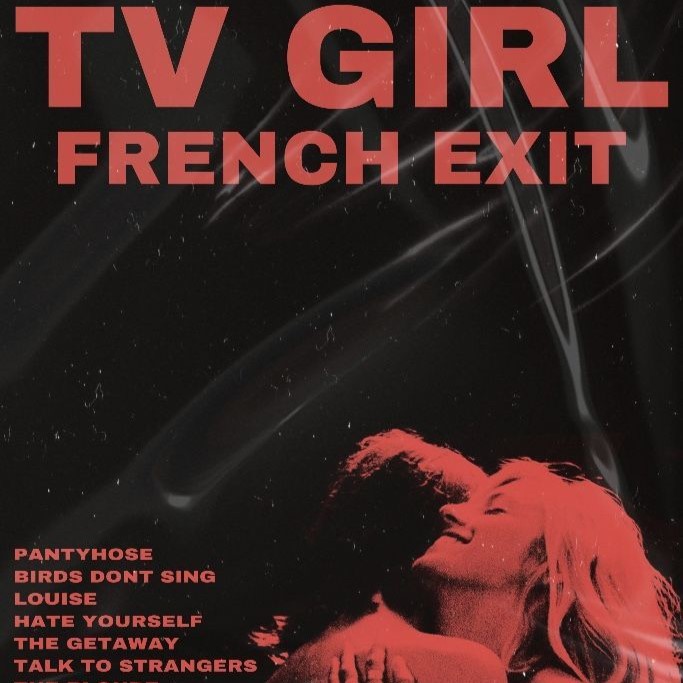 TV GIRL
FRENCH EXIT
PANTYHOSE
BIRDS DONT SING
LOUISE
HATE YOURSELF
THE GETAWAY
TALK TO STRANGERS